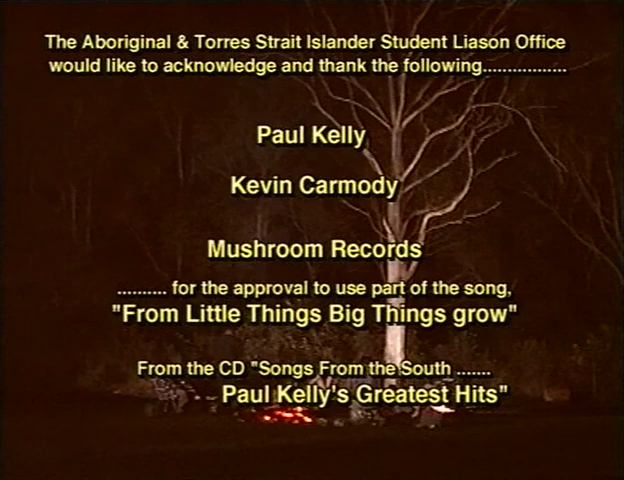 The Aboriginal & Torres Strait Islander Student Liason Office
would like to acknowledge and thank the following.................
Paul Kelly
Kevin Carmody
Mushroom Records
.......... for the approval to use part of the song,
"From Little Things Big Things grow"
From the CD "Songs From the South .......
Paul Kelly's Greatest Hits"